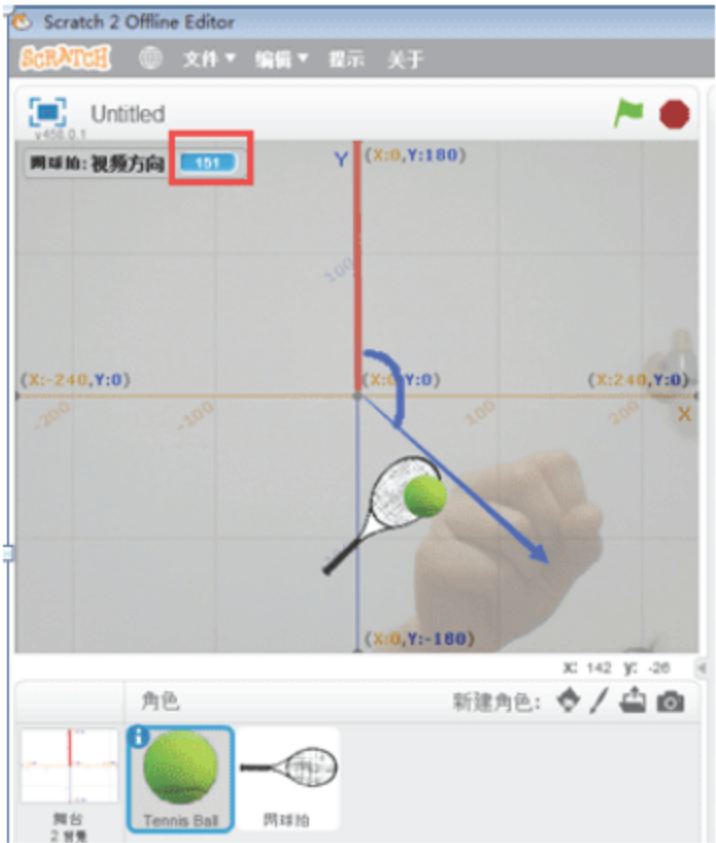 Scratch 2 Offline Editor
SCRATCH 文件▼ 编辑▼ 提示 关于
Untitled
v458.0.1
网球拍: 视频方向 151
Y (X:0,Y:180)
100
(X:-240,Y:0) (X:0,Y:0) (X:240,Y:0)
-200 -100 100 200 X
(X:0,Y:-180)
X: 142 y: -26
角色 新建角色:
舞台
2 背景
Tennis Ball
网球拍